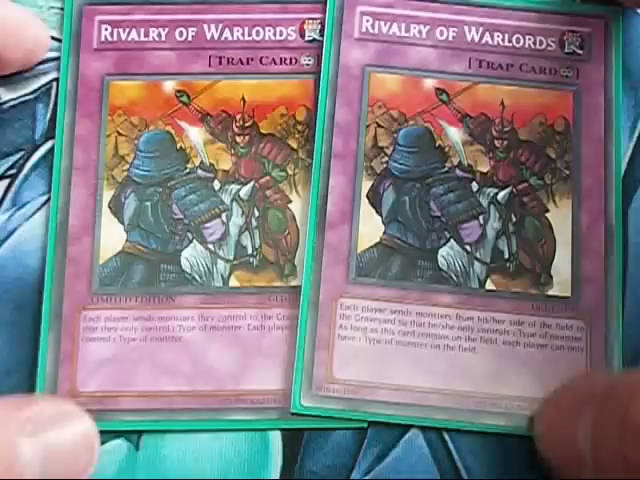 RIVALRY OF WARLORDS
[TRAP CARD
LIMITED EDITION
Each player sends monsters they control to the Gra
that they only control 1 Type of monster. Each player
control 1 Type of monster.
RIVALRY OF WARLORDS
[TRAP CARD]
Each player sends monsters from his/her side of the field to
the Graveyard so that he/she only controls 1 Type of monster.
As long as this card remains on the field, each player can only
have 1 Type of monster on the field.